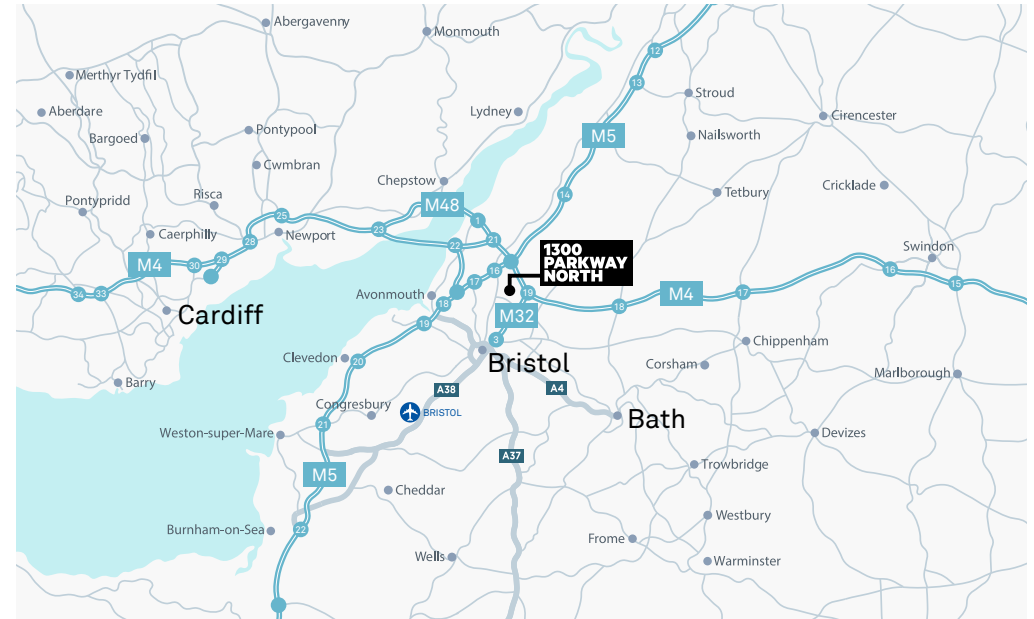 Abergavenny
Monmouth
12
Merthyr Tydfil
13
Stroud
Aberdare
Lydney
Cirencester
Pontypool
M5
Nailsworth
Bargoed
Cwmbran
Chepstow
Cricklade
Risca
Tetbury
14
Pontypridd
M48
25
1
23
Caerphilly
28
Newport
21
22
Swindon
1300
PARKWAY
NORTH
M4
30
29
16
17
16
34
33
Avonmouth
18
19
M4
17
15
18
Cardiff
M32
19
3
Chippenham
Clevedon
20
Bristol
Corsham
Marlborough
Barry
A38
A4
Congresbury
BRISTOL
Bath
21
Weston-super-Mare
Devizes
A37
M5
Trowbridge
Cheddar
Westbury
Burnham-on-Sea
22
Frome
Wells
Warminster